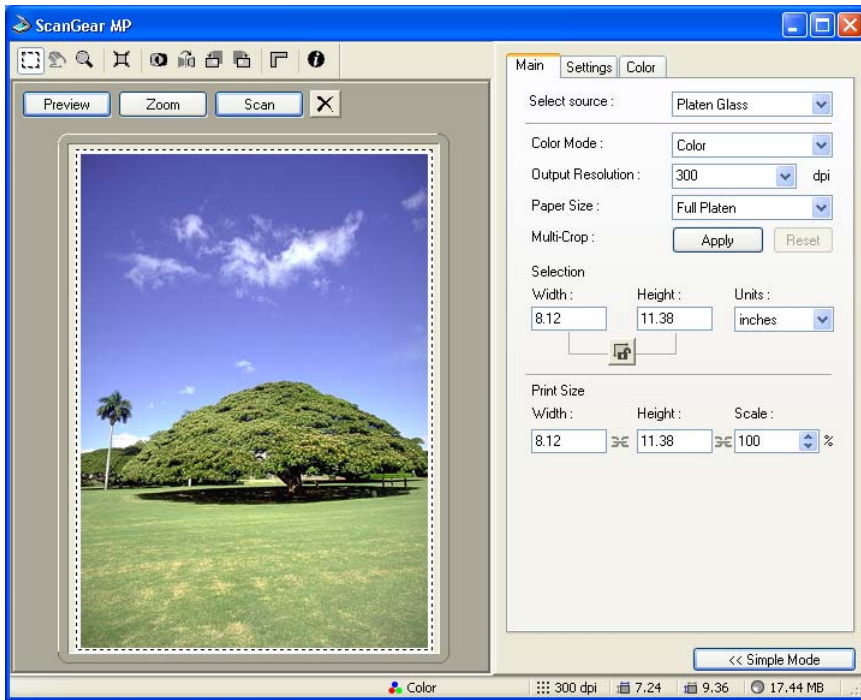 ScanGear MP
Preview
Zoom
Scan
Main
Settings
Color
Select source :
Platen Glass
Color Mode :
Color
Output Resolution :
300
dpi
Paper Size :
Full Platen
Multi-Crop :
Apply
Reset
Selection
Width :
Height :
Units :
8.12
11.38
inches
Print Size
Width :
Height :
Scale :
8.12
11.38
100
%
<< Simple Mode
Color
300 dpi
7.24
9.36
17.44 MB